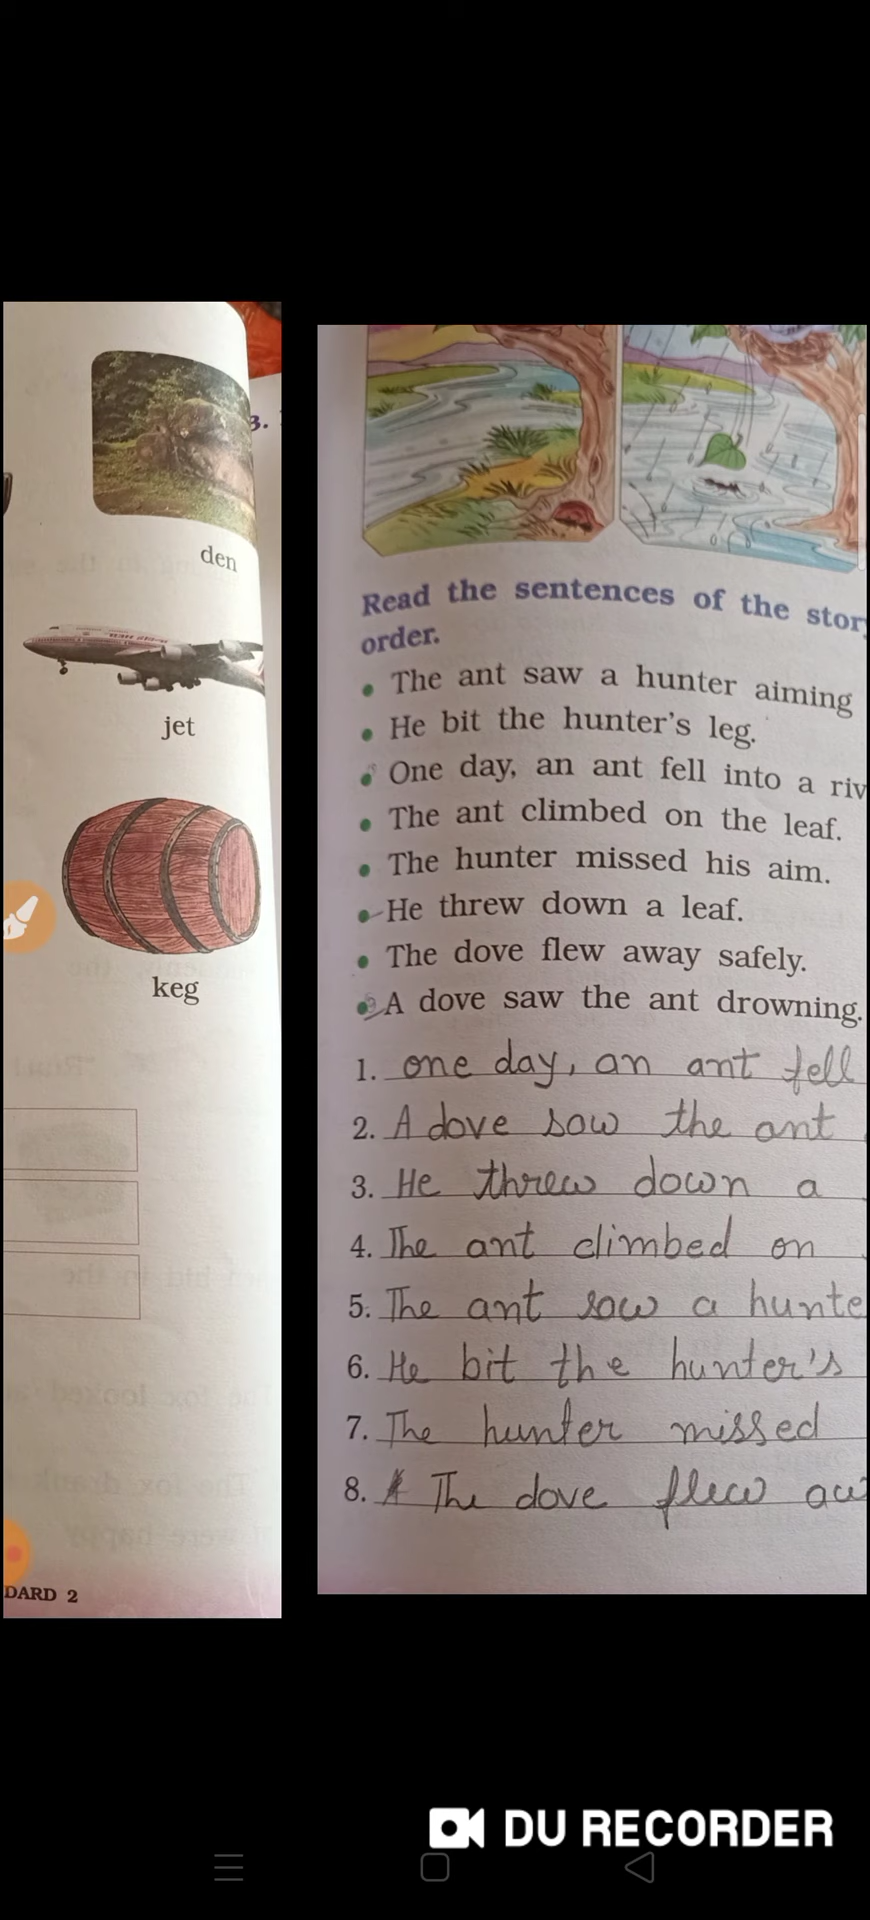 3.
den
jet
keg
DARD 2
Read the sentences of the story
order.
The ant saw a hunter aiming
He bit the hunter's leg.
One day, an ant fell into a riv
The ant climbed on the leaf.
The hunter missed his aim.
He threw down a leaf.
The dove flew away safely.
A dove saw the ant drowning.
1. one day, an ant fell
2. A dove saw the ant
3. He threw down a
4. The ant climbed on
5. The ant saw a hunte
6. He bit the hunter's
7. The hunter missed
8. The dove flew aw
DU RECORDER